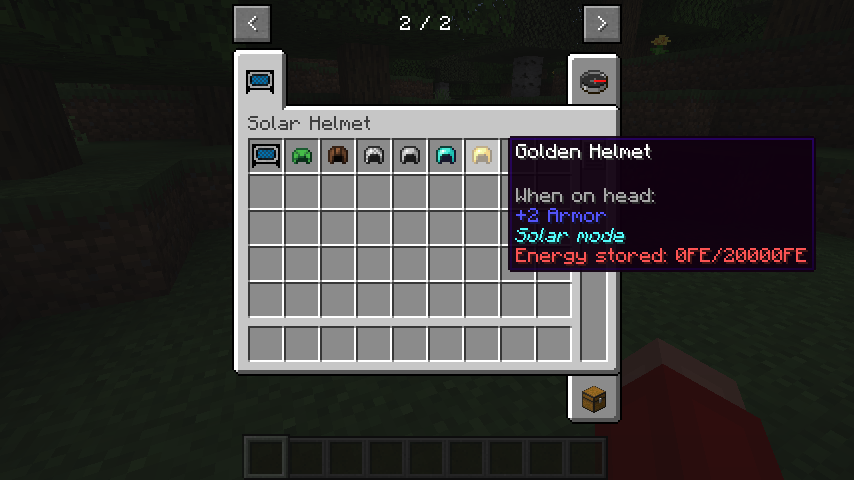 <
2 / 2
>
Solar Helmet
Golden Helmet
When on head:
+2 Armor
Solar mode
Energy stored: 0FE/20000FE